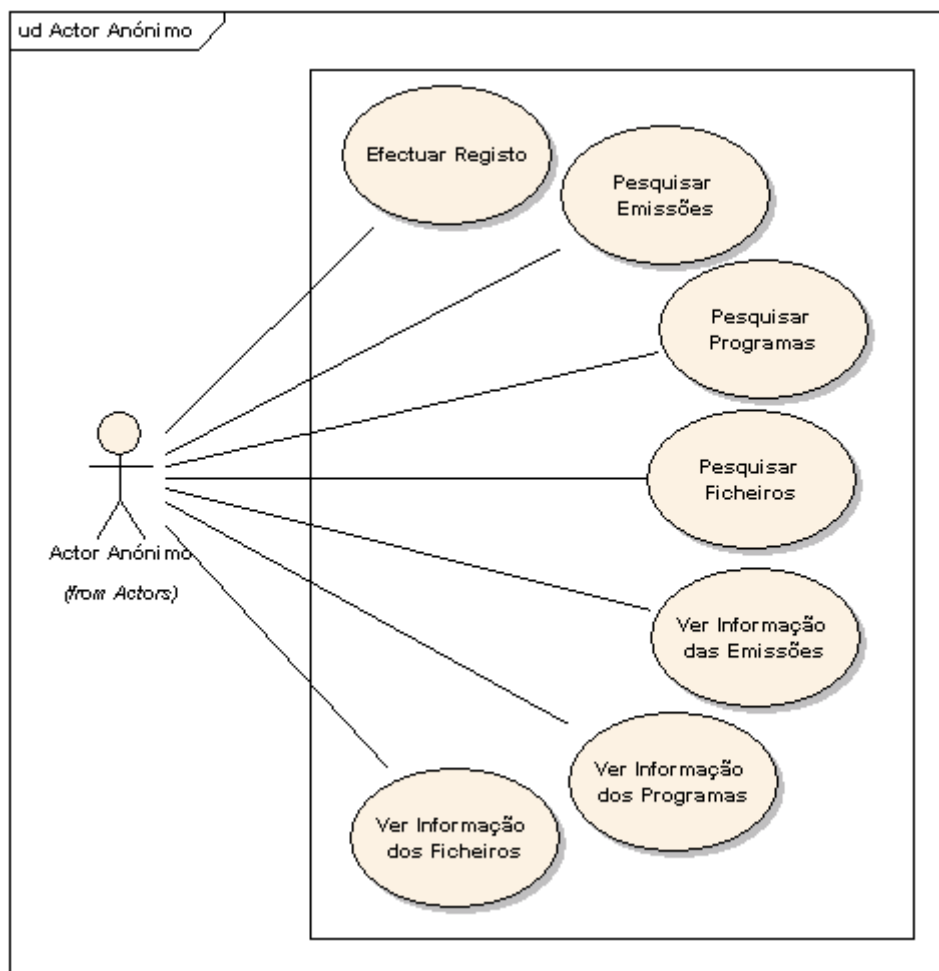 ud Actor Anónimo
Efectuar Registo
Pesquisar
Emissões
Pesquisar
Programas
Pesquisar
Ficheiros
Actor Anónimo
(from Actors)
Ver Informação
das Emissões
Ver Informação
dos Programas
Ver Informação
dos Ficheiros